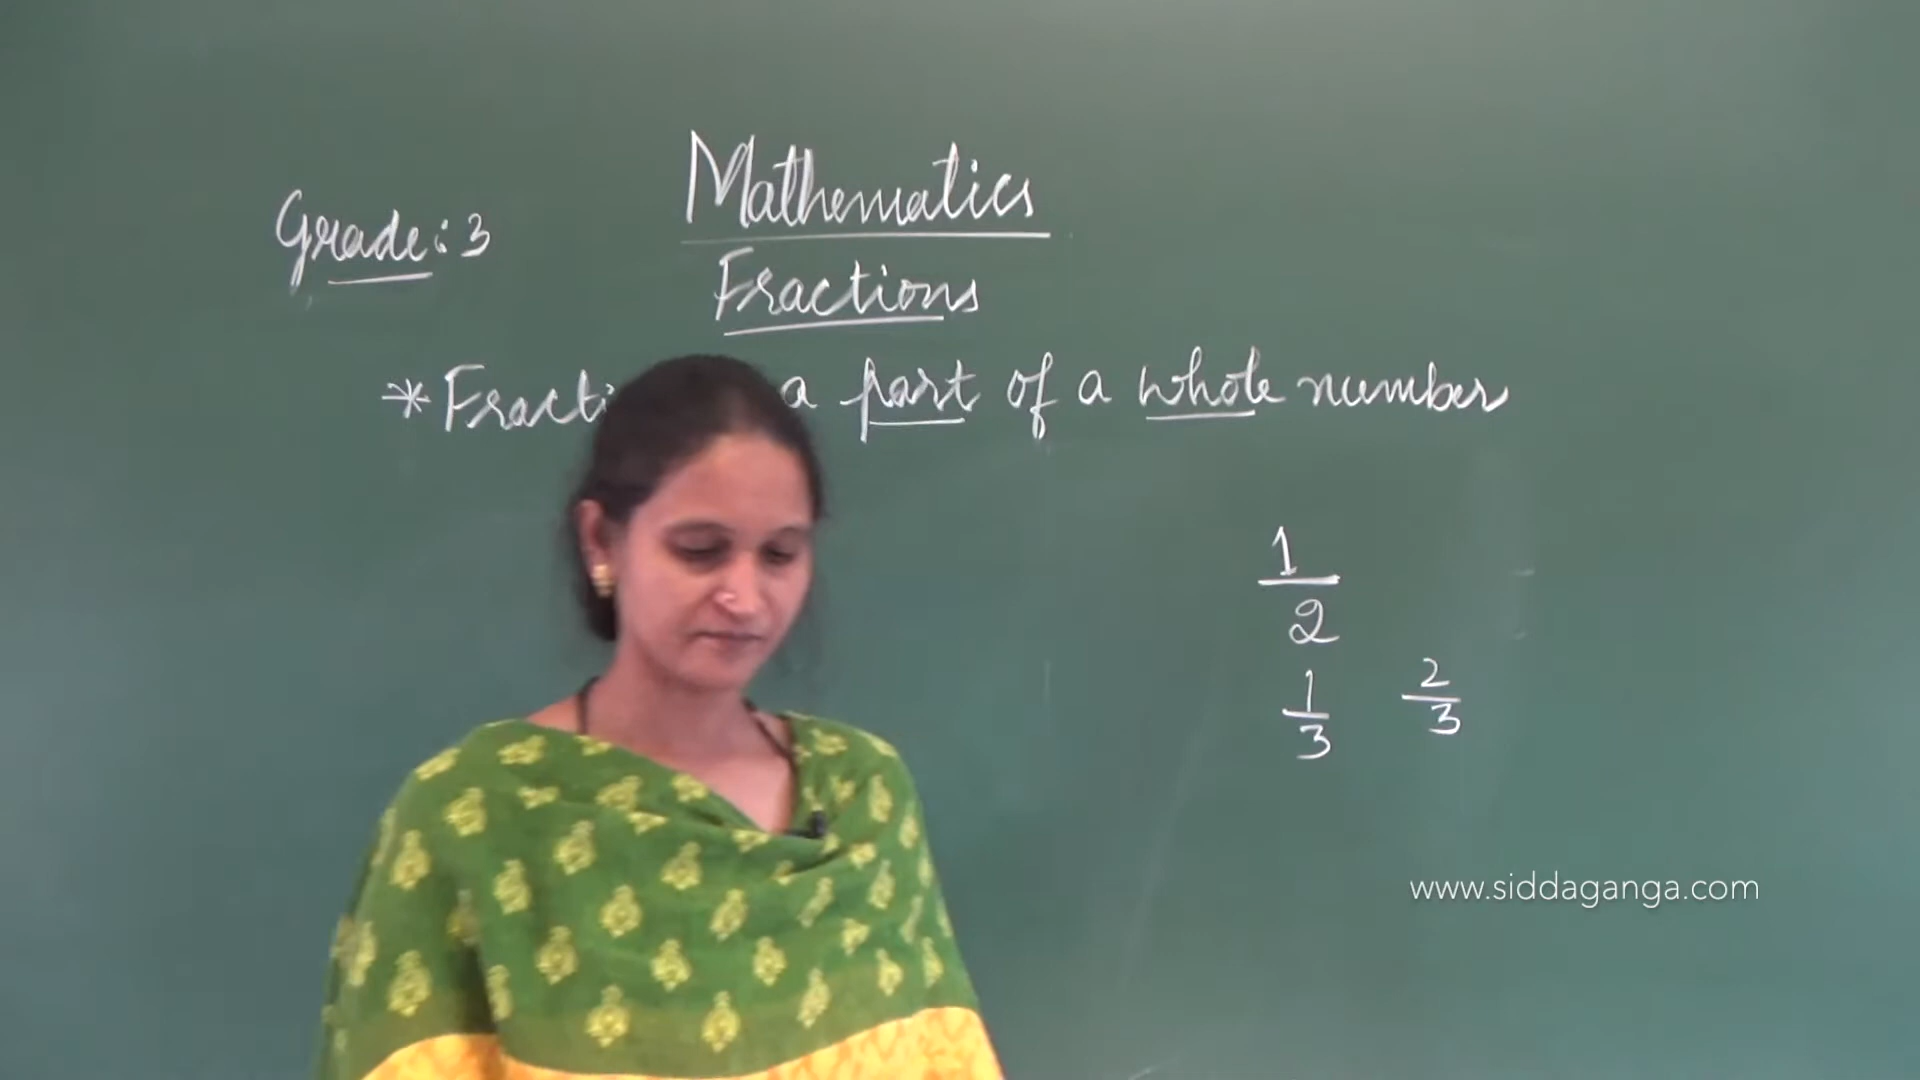 Mathematics
Grade: 3
Fractions
* Fracti a part of a whole number
1
2
1 2
3 3
www.siddaganga.com